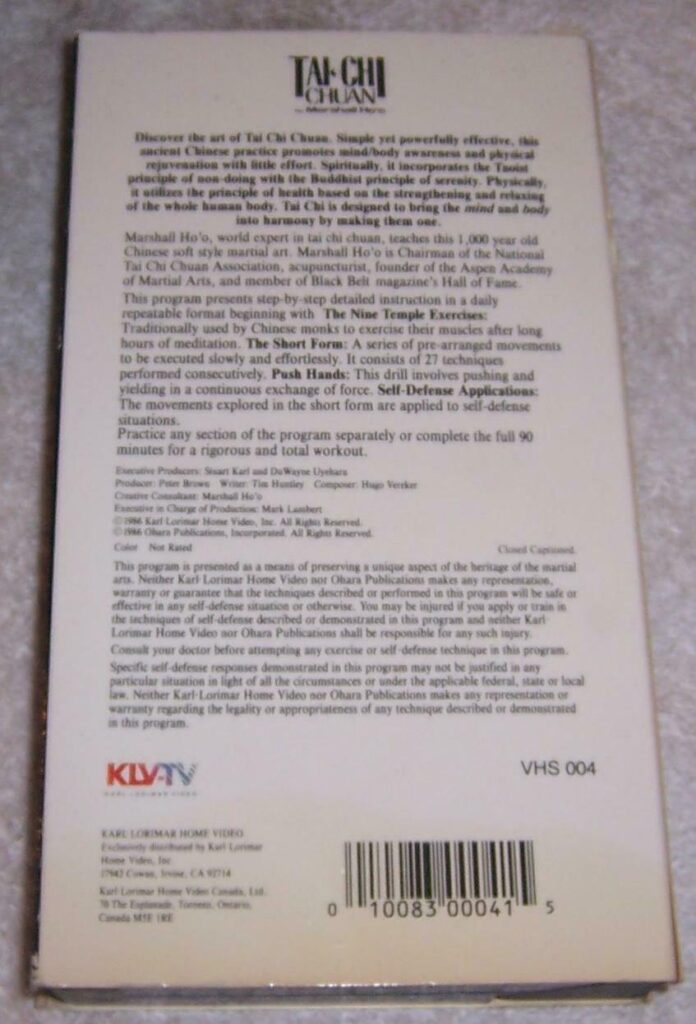 TAI·CHI
CHUAN
by Marshall Ho'o
Discover the art of Tai Chi Chuan. Simple yet powerfully effective, this
ancient Chinese practice promotes mind/body awareness and physical
rejuvenation with little effort. Spiritually, it incorporates the Taoist
principle of non-doing with the Buddhist principle of serenity. Physically,
it utilizes the principle of health based on the strengthening and relaxing
of the whole human body. Tai Chi is designed to bring the mind and body
into harmony by making them one.
Marshall Ho'o, world expert in tai chi chuan, teaches this 1,000 year old
Chinese soft style martial art. Marshall Ho'o is Chairman of the National
Tai Chi Chuan Association, acupuncturist, founder of the Aspen Academy
of Martial Arts, and member of Black Belt magazine's Hall of Fame.
This program presents step-by-step detailed instruction in a daily
repeatable format beginning with The Nine Temple Exercises:
Traditionally used by Chinese monks to exercise their muscles after long
hours of meditation. The Short Form: A series of pre-arranged movements
to be executed slowly and effortlessly. It consists of 27 techniques
performed consecutively. Push Hands: This drill involves pushing and
yielding in a continuous exchange of force. Self-Defense Applications:
The movements explored in the short form are applied to self-defense
situations.
Practice any section of the program separately or complete the full 90
minutes for a rigorous and total workout.
Executive Producers: Stuart Karl and DuWayne Uyehara
Producer: Peter Brown Writer: Tim Huntley Composer: Hugo Vereker
Creative Consultant: Marshall Ho'o
Executive in Charge of Production: Mark Lambert
©1986 Karl Lorimar Home Video, Inc. All Rights Reserved.
©1986 Ohara Publications, Incorporated. All Rights Reserved.
Color Not Rated Closed Captioned.
This program is presented as a means of preserving a unique aspect of the heritage of the martial
arts. Neither Karl-Lorimar Home Video nor Ohara Publications makes any representation,
warranty or guarantee that the techniques described or performed in this program will be safe or
effective in any self-defense situation or otherwise. You may be injured if you apply or train in
the techniques of self-defense described or demonstrated in this program and neither Karl-
Lorimar Home Video nor Ohara Publications shall be responsible for any such injury.
Consult your doctor before attempting any exercise or self-defense technique in this program.
Specific self-defense responses demonstrated in this program may not be justified in any
particular situation in light of all the circumstances or under the applicable federal, state or local
law. Neither Karl-Lorimar Home Video nor Ohara Publications makes any representation or
warranty regarding the legality or appropriateness of any technique described or demonstrated
in this program.
KLV-TV
KARL LORIMAR VIDEO
VHS 004
KARL LORIMAR HOME VIDEO
Exclusively distributed by Karl Lorimar
Home Video, Inc.
17942 Cowan, Irvine, CA 92714
Karl Lorimar Home Video Canada, Ltd.
70 The Esplanade, Toronto, Ontario,
Canada M5E 1R2
0 10083 00041 5